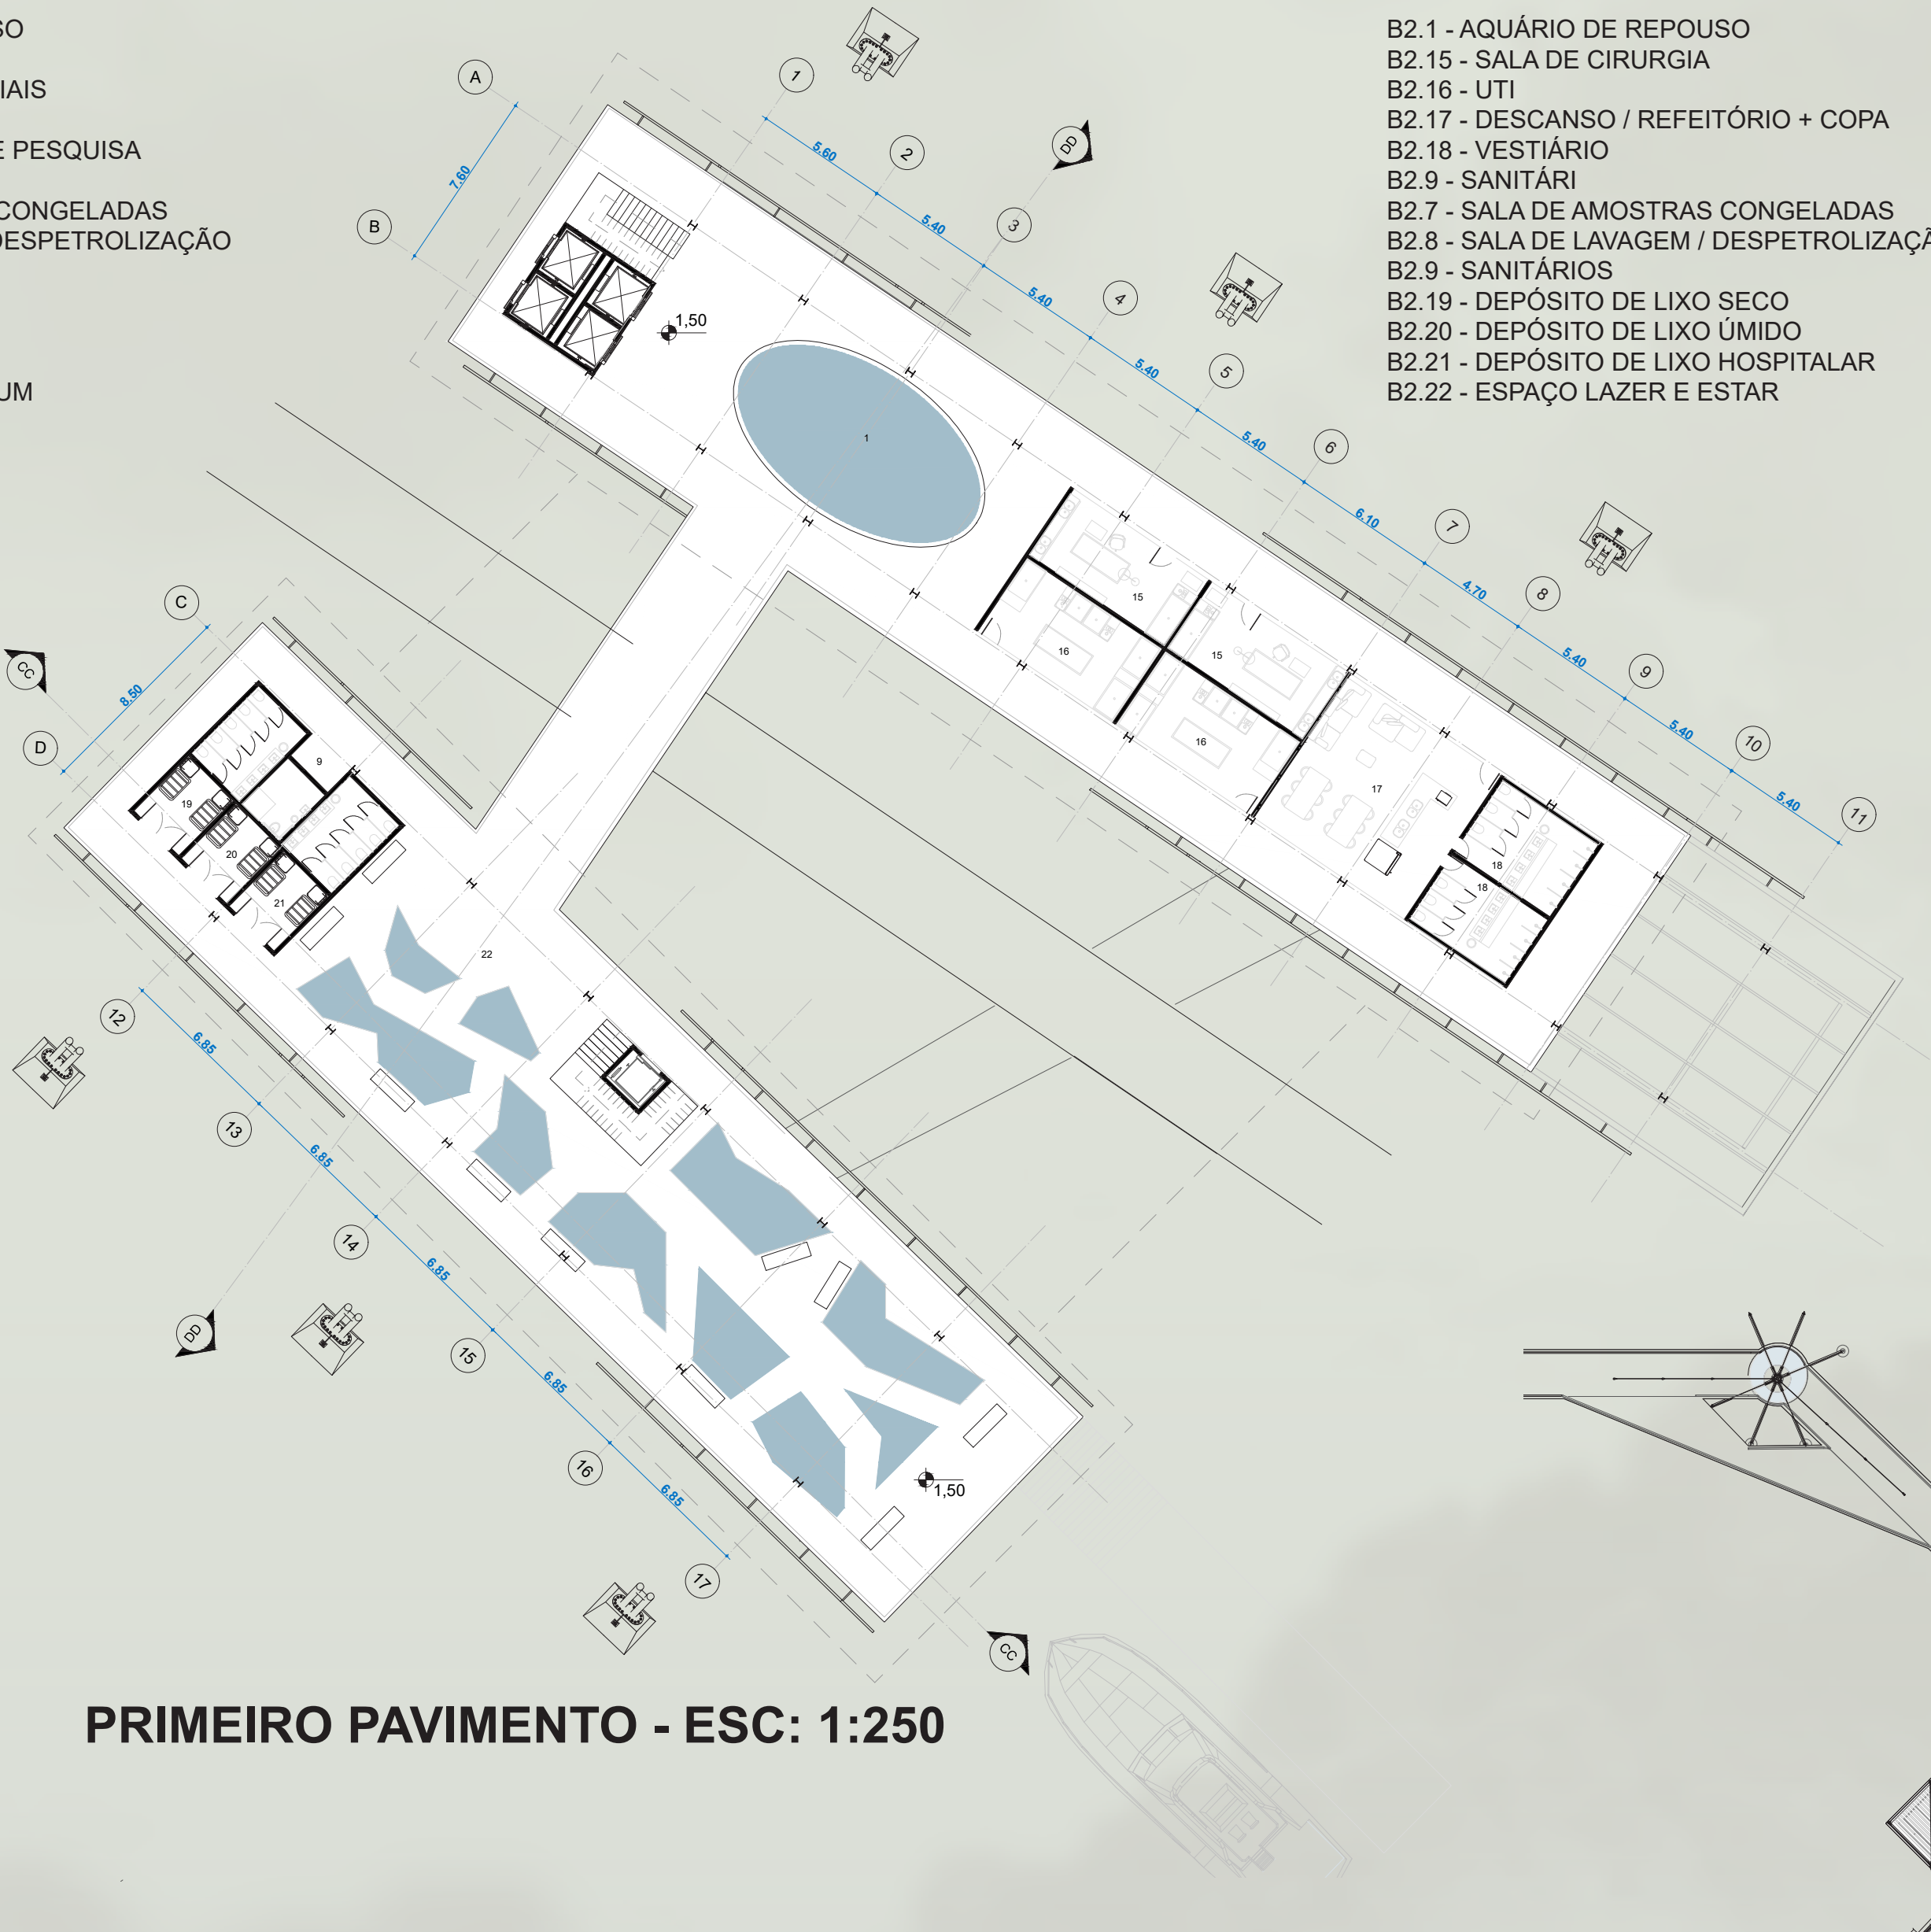 SO
IAIS
E PESQUISA
CONGELADAS
DESPETROLIZAÇÃO
UM
B2.1 - AQUÁRIO DE REPOUSO
B2.15 - SALA DE CIRURGIA
B2.16 - UTI
B2.17 - DESCANSO / REFEITÓRIO + COPA
B2.18 - VESTIÁRIO
B2.9 - SANITÁRI
B2.7 - SALA DE AMOSTRAS CONGELADAS
B2.8 - SALA DE LAVAGEM / DESPETROLIZAÇÃ
B2.9 - SANITÁRIOS
B2.19 - DEPÓSITO DE LIXO SECO
B2.20 - DEPÓSITO DE LIXO ÚMIDO
B2.21 - DEPÓSITO DE LIXO HOSPITALAR
B2.22 - ESPAÇO LAZER E ESTAR
A
B
7.60
1
2
3
4
5
6
7
8
9
10
11
DD
5.60
5.40
5.40
5.40
5.40
6.10
4.70
5.40
5.40
5.40
1,50
1
15
15
16
16
17
18
18
C
D
CC
8.50
9
19
20
21
22
12
13
14
15
16
17
6.85
6.85
6.85
6.85
6.85
DD
1,50
CC
PRIMEIRO PAVIMENTO - ESC: 1:250